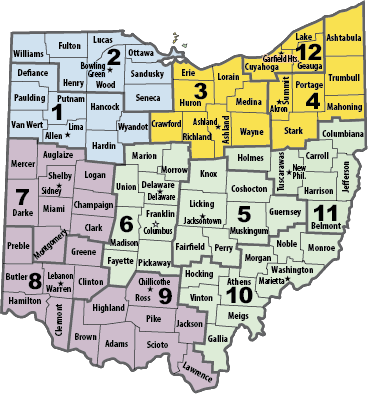 Williams
Fulton
Lucas
2
Ottawa
Bowling
Green
Wood
Sandusky
Defiance
Henry
Paulding
1
Putnam
Hancock
Seneca
Van Wert
Allen
Lima
Wyandot
Hardin
Lake
12
Garfield Hts.
Geauga
Cuyahoga
Ashtabula
Erie
3
Huron
Lorain
Medina
Summit
Akron
Portage
4
Trumbull
Mahoning
Crawford
Richland
Ashland
Ashland
Wayne
Stark
Columbiana
Mercer
Auglaize
Shelby
Sidney
Logan
7
Darke
Miami
Champaign
Clark
Preble
Montgomery
Greene
Butler
8
Lebanon
Warren
Clinton
Hamilton
Clermont
Marion
Morrow
Union
Delaware
Delaware
6
Franklin
Columbus
Madison
Fayette
Pickaway
Knox
Holmes
Coshocton
Tuscarawas
New
Phil.
Carroll
Jefferson
Harrison
Licking
Jacksontown
5
Muskingum
Guernsey
11
Belmont
Fairfield
Perry
Noble
Monroe
Morgan
Washington
Marietta
Hocking
Athens
10
Vinton
Meigs
Gallia
Chillicothe
Ross
9
Highland
Pike
Jackson
Brown
Adams
Scioto
Lawrence